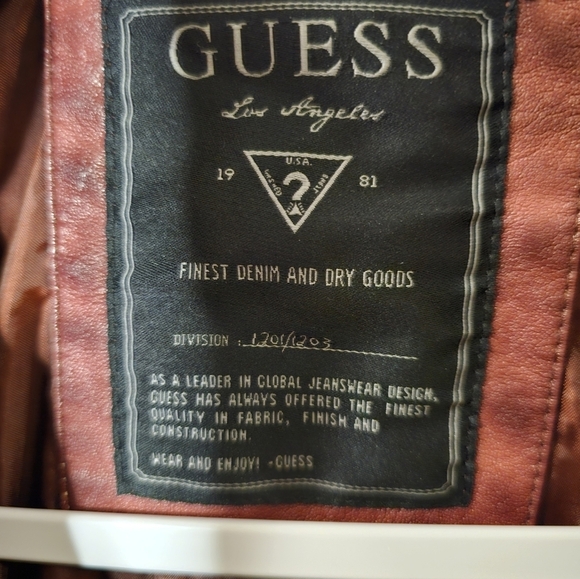 GUESS
Los Angeles
U.S.A.
19 81
?
FINEST DENIM AND DRY GOODS
DIVISION : 1201/1203
AS A LEADER IN GLOBAL JEANSWEAR DESIGN,
GUESS HAS ALWAYS OFFERED THE FINEST
QUALITY IN FABRIC, FINISH AND
CONSTRUCTION.
WEAR AND ENJOY! -GUESS